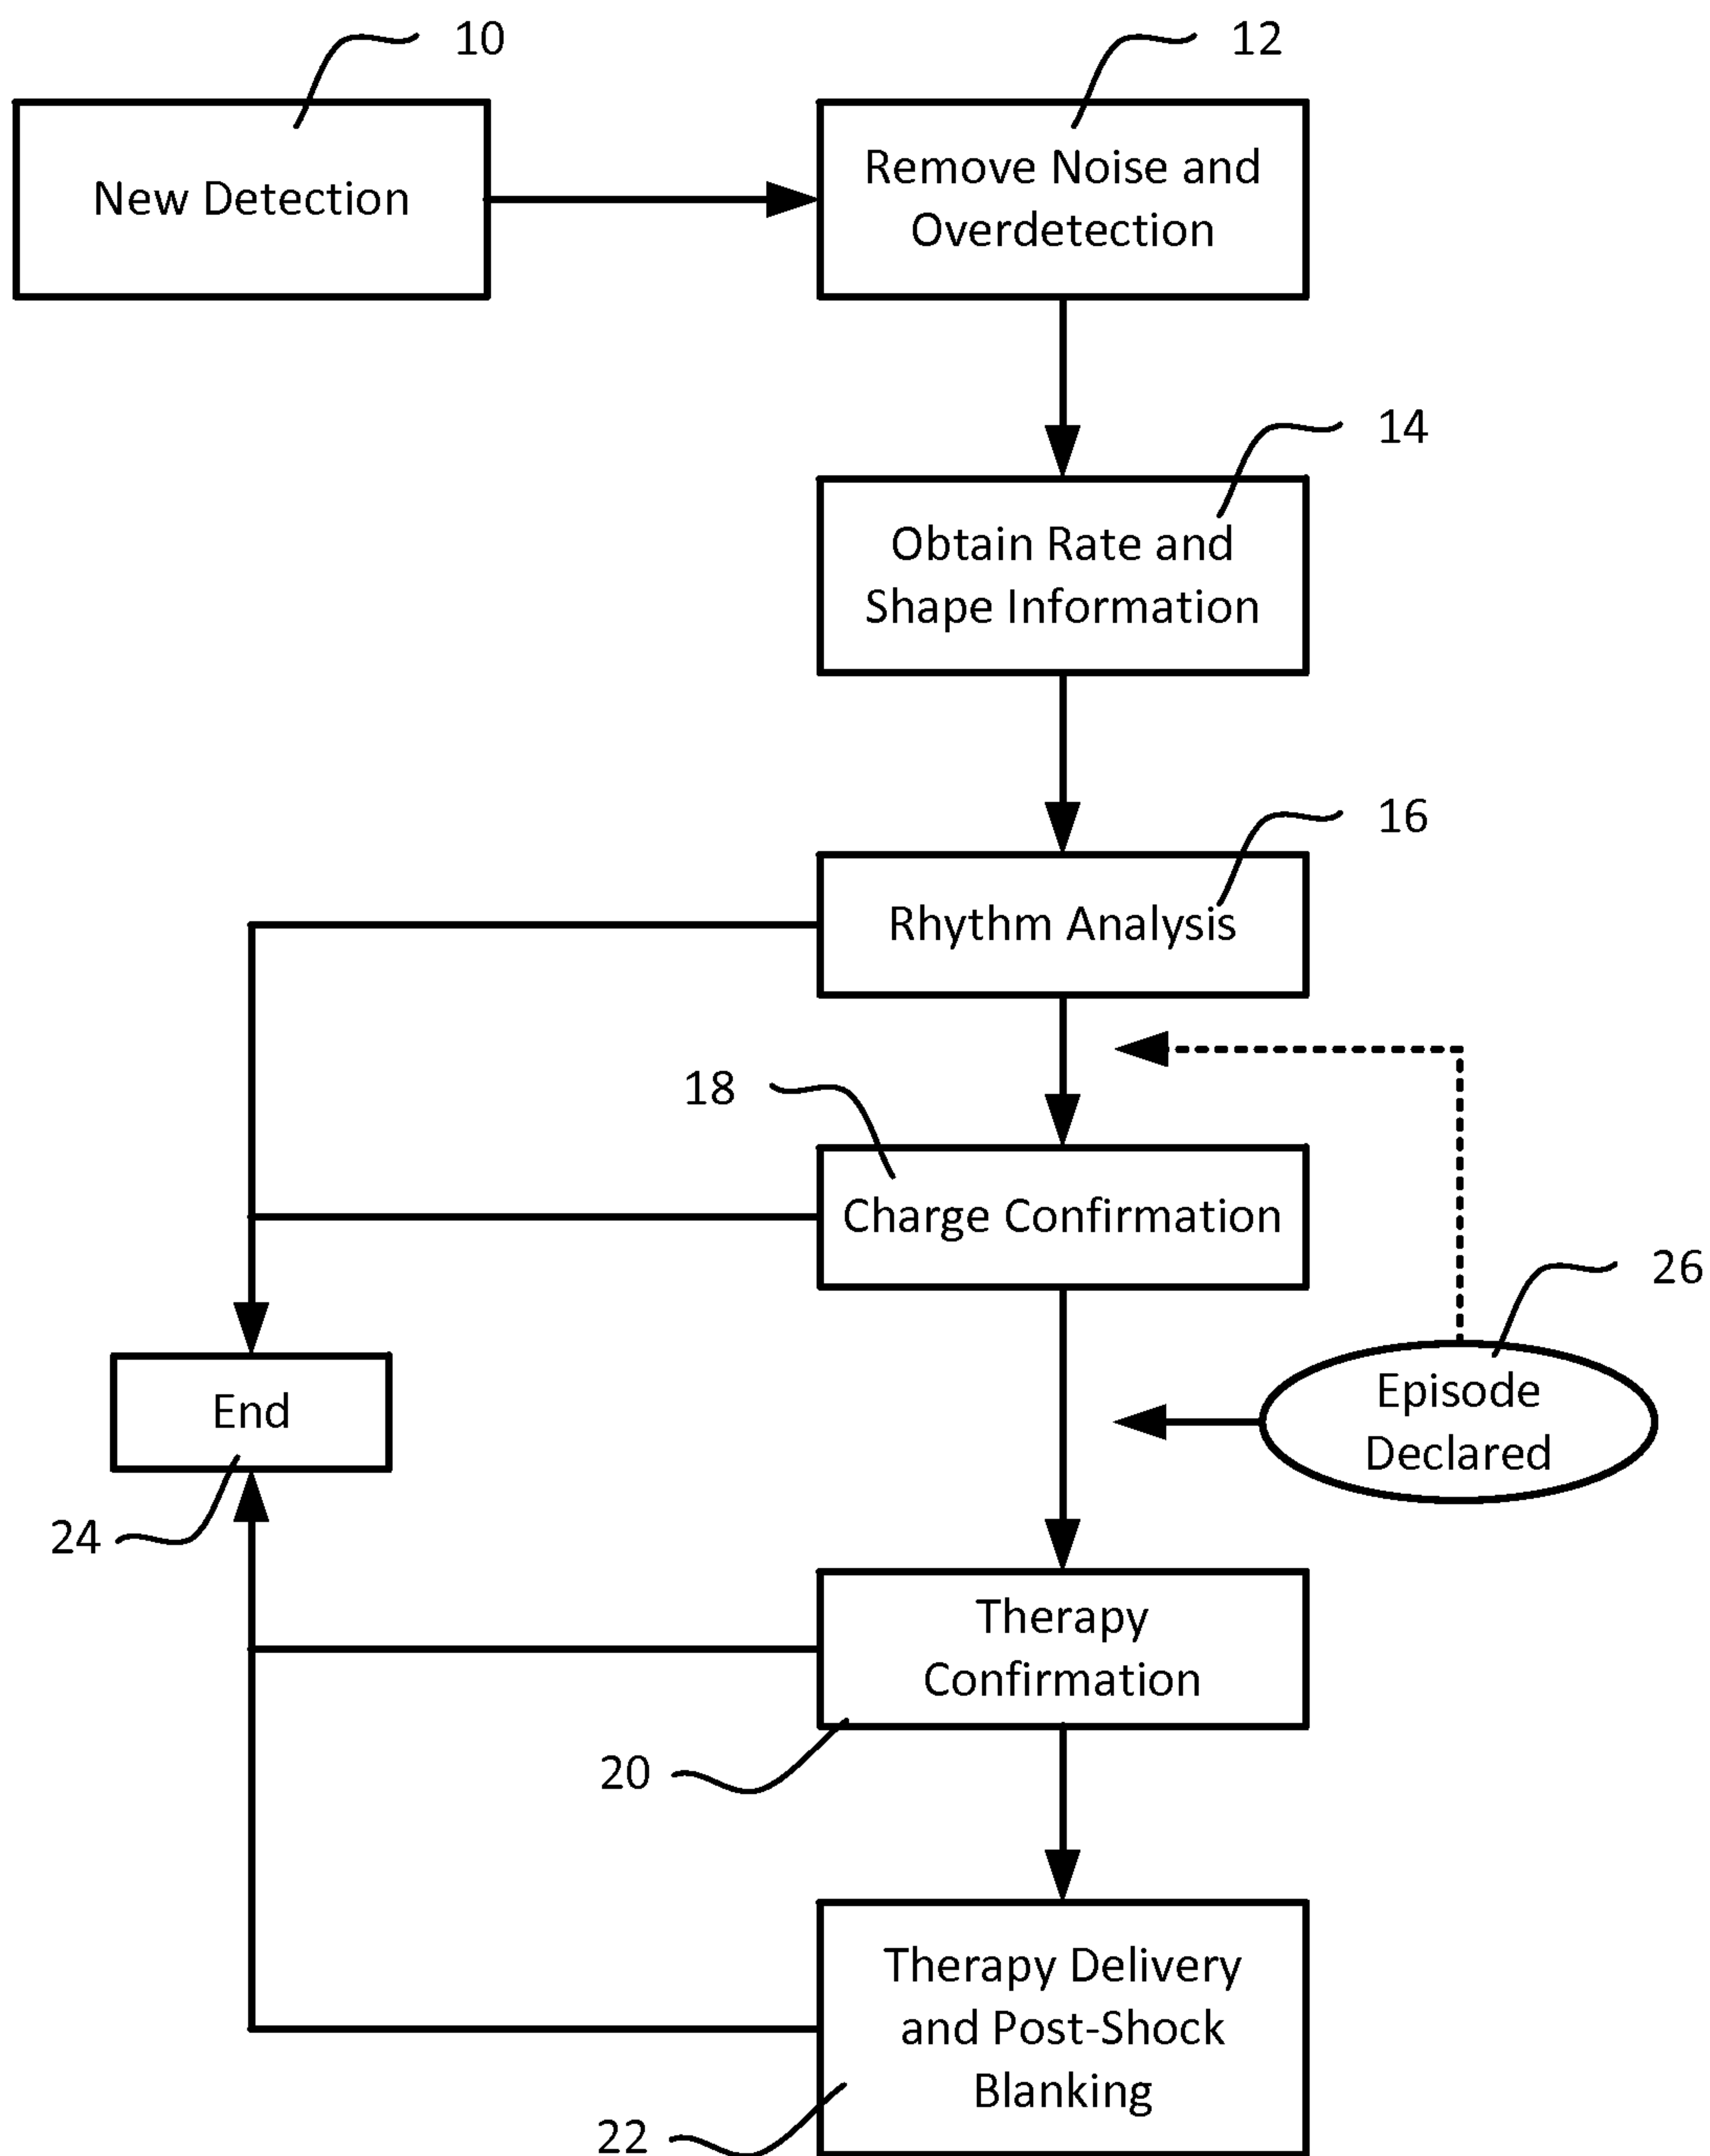 10
12
New Detection
Remove Noise and
Overdetection
14
Obtain Rate and
Shape Information
16
Rhythm Analysis
18
Charge Confirmation
26
Episode
Declared
End
24
Therapy
Confirmation
20
Therapy Delivery
and Post-Shock
Blanking
22